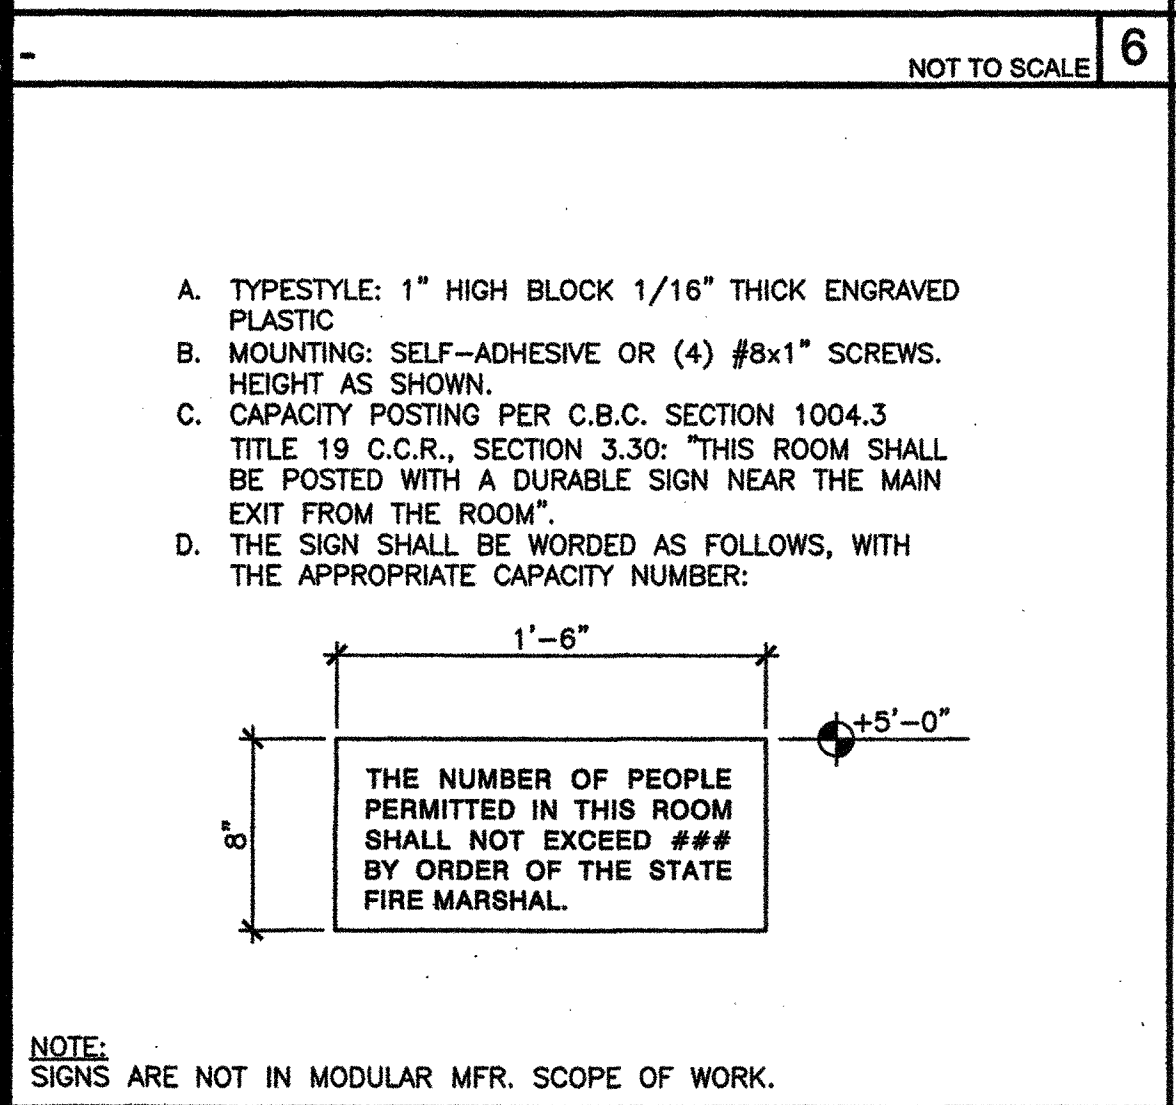 -
NOT TO SCALE 6
A. TYPESTYLE: 1" HIGH BLOCK 1/16" THICK ENGRAVED
PLASTIC
B. MOUNTING: SELF-ADHESIVE OR (4) #8x1" SCREWS.
HEIGHT AS SHOWN.
C. CAPACITY POSTING PER C.B.C. SECTION 1004.3
TITLE 19 C.C.R., SECTION 3.30: "THIS ROOM SHALL
BE POSTED WITH A DURABLE SIGN NEAR THE MAIN
EXIT FROM THE ROOM".
D. THE SIGN SHALL BE WORDED AS FOLLOWS, WITH
THE APPROPRIATE CAPACITY NUMBER:
1'-6"
+5'-0"
8"
THE NUMBER OF PEOPLE
PERMITTED IN THIS ROOM
SHALL NOT EXCEED ###
BY ORDER OF THE STATE
FIRE MARSHAL.
NOTE:
SIGNS ARE NOT IN MODULAR MFR. SCOPE OF WORK.